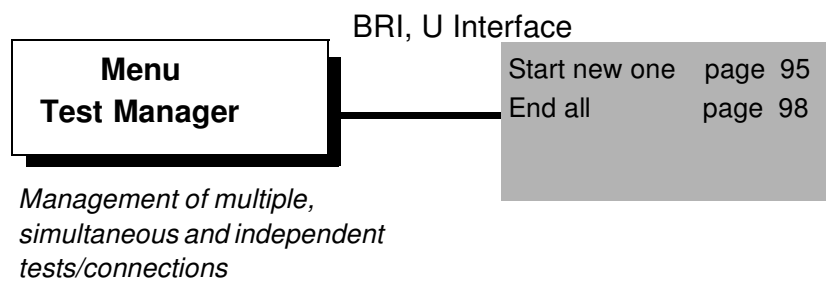 BRI, U Interface
Menu
Test Manager
Start new one page 95
End all page 98
Management of multiple,
simultaneous and independent
tests/connections